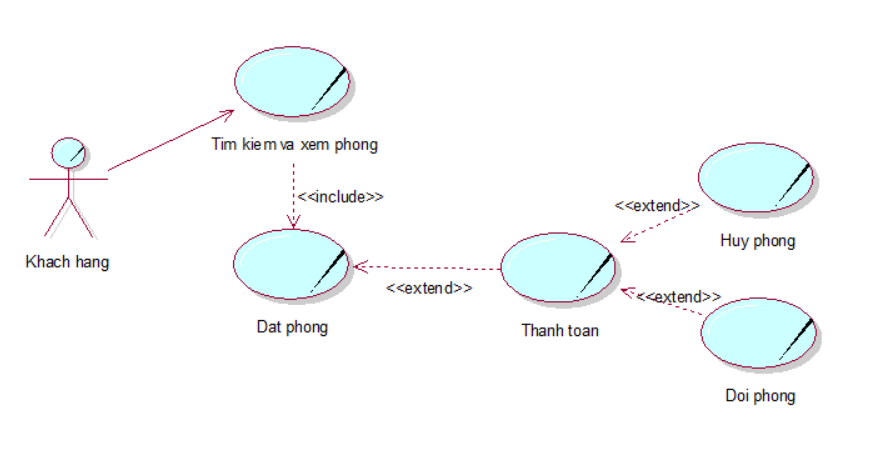 Tim kiem va xem phong
<<include>>
Khach hang
Dat phong
<<extend>>
Thanh toan
<<extend>>
Huy phong
<<extend>>
Doi phong